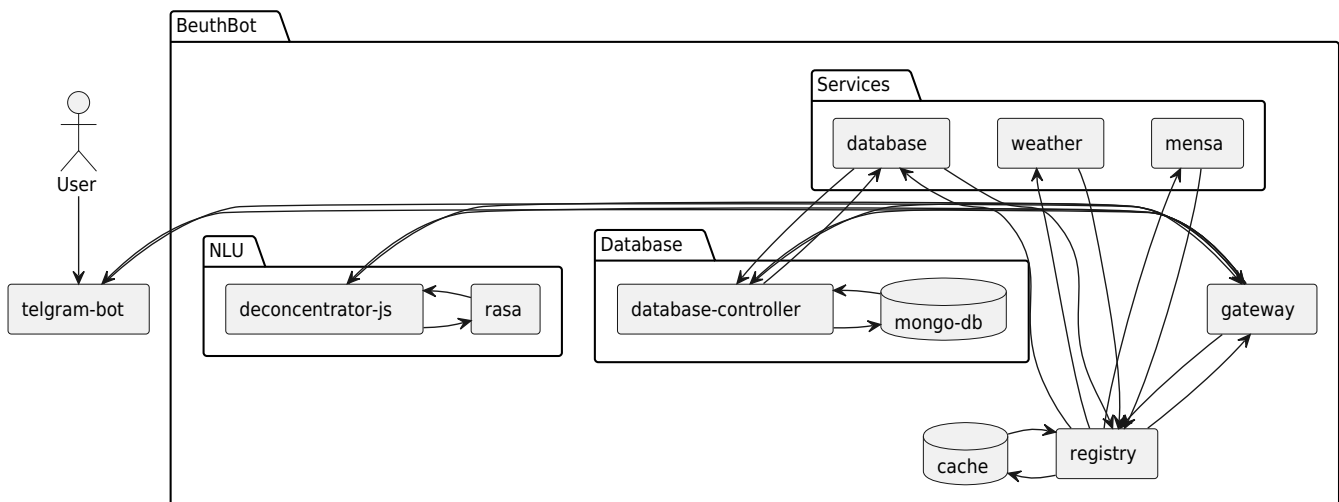 BeuthBot
Services
database
weather
mensa
User
NLU
Database
telgram-bot
deconcentrator-js
rasa
database-controller
mongo-db
gateway
cache
registry